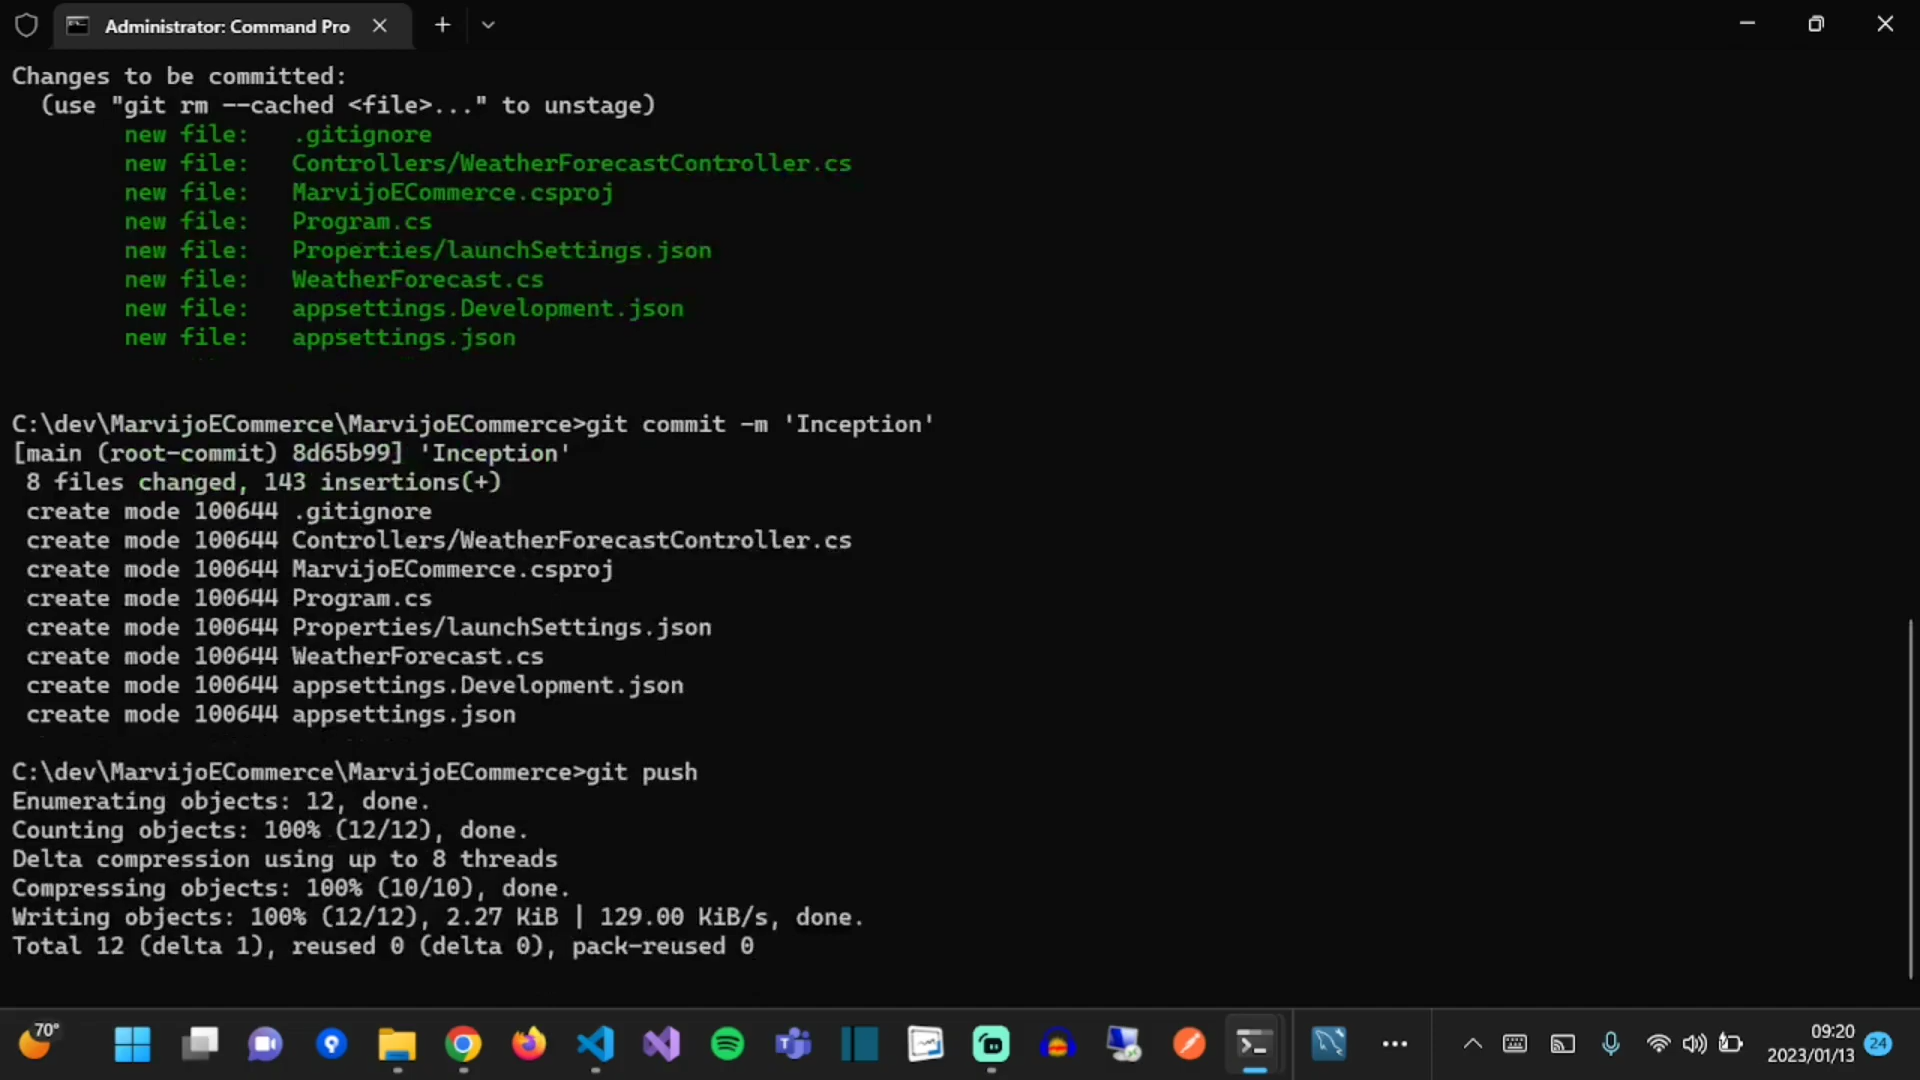 Administrator: Command Pro
Changes to be committed:
(use "git rm --cached <file>..." to unstage)
new file: .gitignore
new file: Controllers/WeatherForecastController.cs
new file: MarvijoECommerce.csproj
new file: Program.cs
new file: Properties/launchSettings.json
new file: WeatherForecast.cs
new file: appsettings.Development.json
new file: appsettings.json
C:\dev\MarvijoECommerce\MarvijoECommerce>git commit -m 'Inception'
[main (root-commit) 8d65b99] 'Inception'
8 files changed, 143 insertions(+)
create mode 100644 .gitignore
create mode 100644 Controllers/WeatherForecastController.cs
create mode 100644 MarvijoECommerce.csproj
create mode 100644 Program.cs
create mode 100644 Properties/launchSettings.json
create mode 100644 WeatherForecast.cs
create mode 100644 appsettings.Development.json
create mode 100644 appsettings.json
C:\dev\MarvijoECommerce\MarvijoECommerce>git push
Enumerating objects: 12, done.
Counting objects: 100% (12/12), done.
Delta compression using up to 8 threads
Compressing objects: 100% (10/10), done.
Writing objects: 100% (12/12), 2.27 KiB | 129.00 KiB/s, done.
Total 12 (delta 1), reused 0 (delta 0), pack-reused 0
70°
09:20
2023/01/13
24